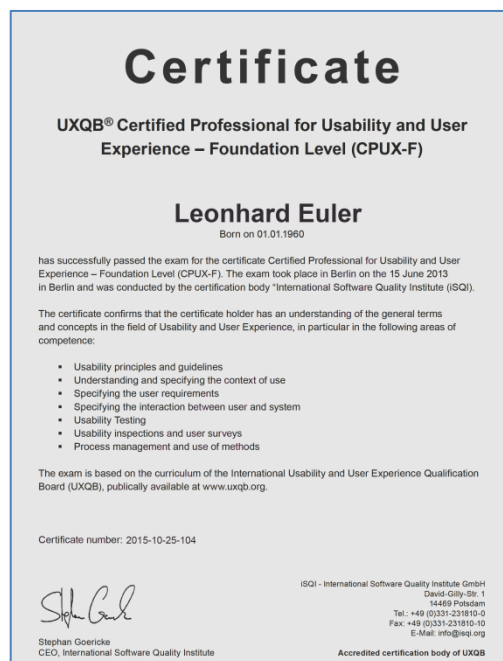 Certificate
UXQB® Certified Professional for Usability and User
Experience – Foundation Level (CPUX-F)
Leonhard Euler
Born on 01.01.1960
has successfully passed the exam for the certificate Certified Professional for Usability and User
Experience – Foundation Level (CPUX-F). The exam took place in Berlin on the 15 June 2013
in Berlin and was conducted by the certification body "International Software Quality Institute (iSQI).
The certificate confirms that the certificate holder has an understanding of the general terms
and concepts in the field of Usability and User Experience, in particular in the following areas of
competence:
▪ Usability principles and guidelines
▪ Understanding and specifying the context of use
▪ Specifying the user requirements
▪ Specifying the interaction between user and system
▪ Usability Testing
▪ Usability inspections and user surveys
▪ Process management and use of methods
The exam is based on the curriculum of the International Usability and User Experience Qualification
Board (UXQB), publically available at www.uxqb.org.
Certificate number: 2015-10-25-104
Stephan Goericke
CEO, International Software Quality Institute
iSQI - International Software Quality Institute GmbH
David-Gilly-Str. 1
14469 Potsdam
Tel.: +49 (0)331-231810-0
Fax: +49 (0)331-231810-10
E-Mail: info@isqi.org
Accredited certification body of UXQB